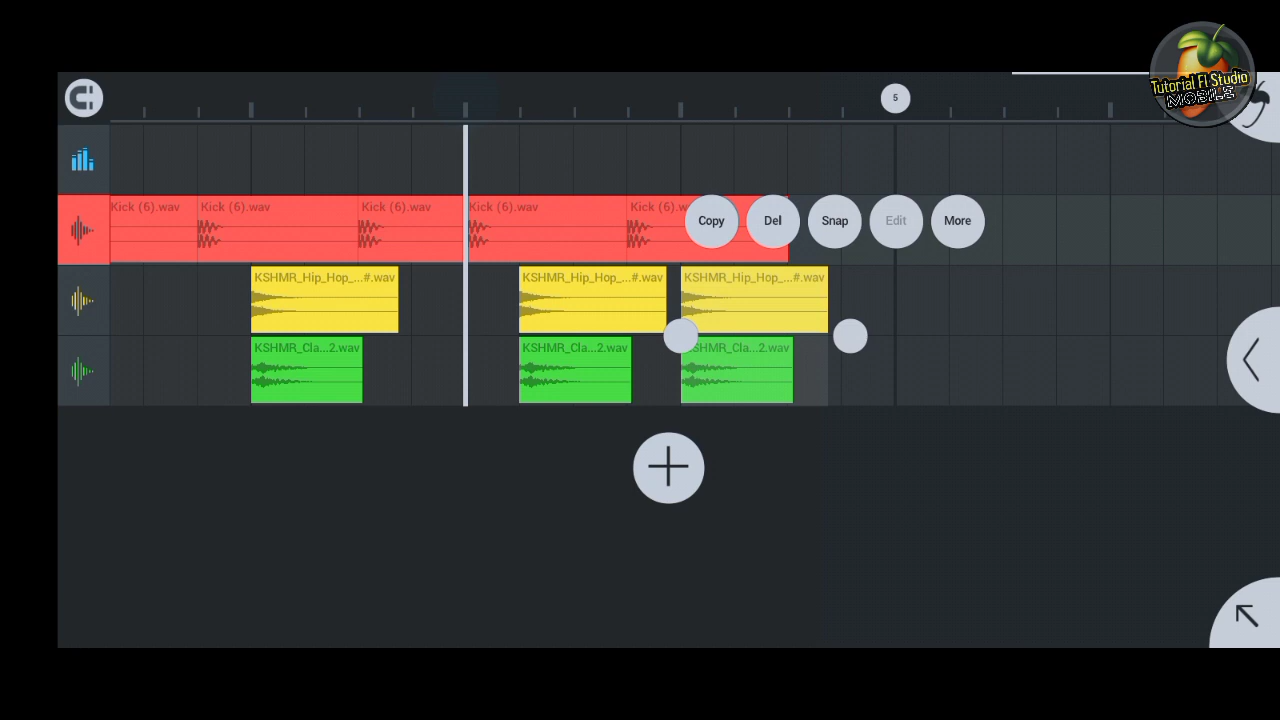 Tutorial Fl Studio
MOBILE
5
Kick (6).wav
Kick (6).wav
Kick (6).wav
Kick (6).wav
Kick (6).w
Copy
Del
Snap
Edit
More
KSHMR_Hip_Hop_...#.wav
KSHMR_Hip_Hop_...#.wav
KSHMR_Hip_Hop_...#.wav
KSHMR_Cla...2.wav
KSHMR_Cla...2.wav
SHMR_Cla...2.wav